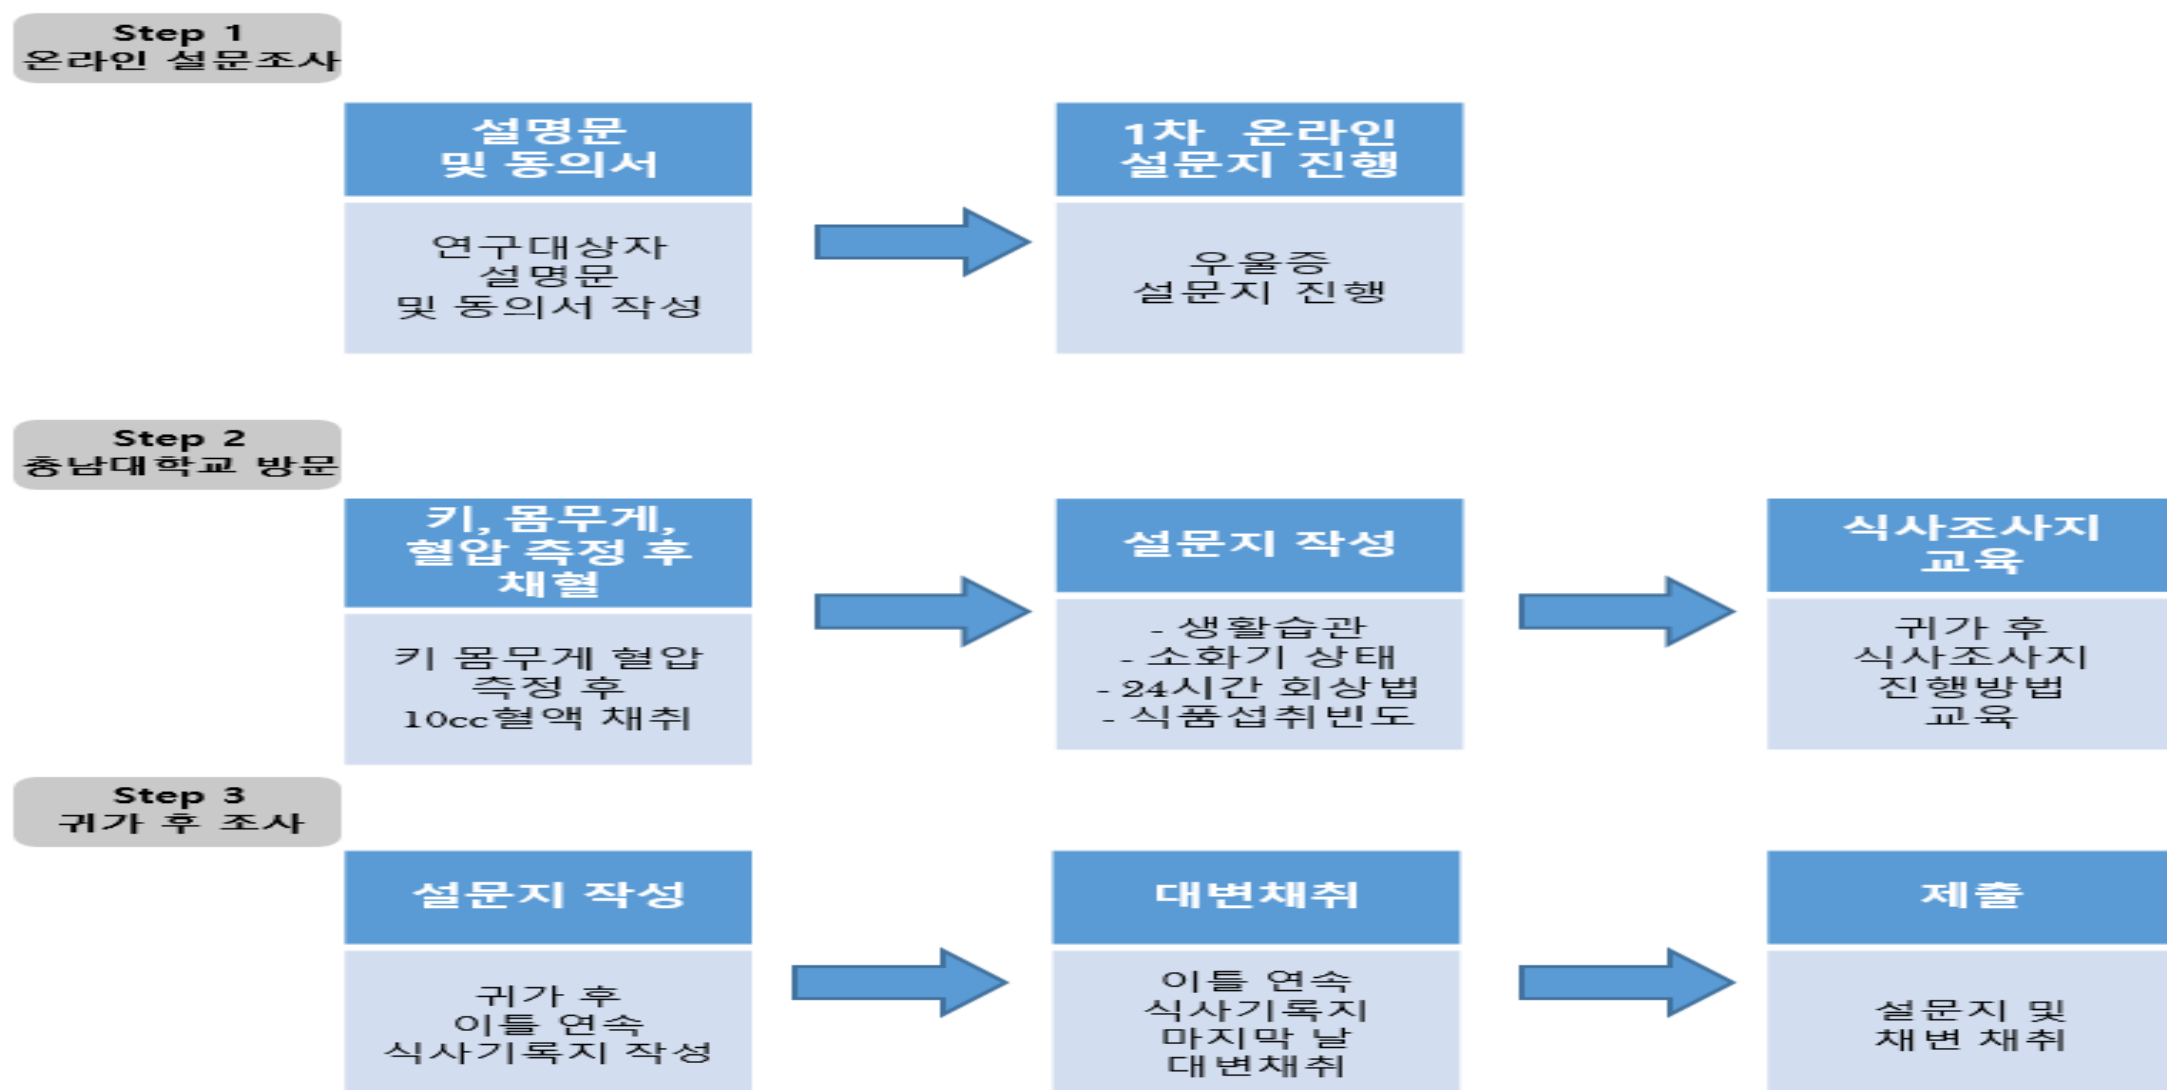 Step 1
온라인 설문조사
설명문
및 동의서
연구대상자
설명문
및 동의서 작성
1차 온라인
설문지 진행
우울증
설문지 진행
Step 2
충남대학교 방문
키, 몸무게,
혈압 측정 후
채혈
키 몸무게 혈압
측정 후
10cc혈액 채취
설문지 작성
- 생활습관
- 소화기 상태
- 24시간 회상법
- 식품섭취빈도
식사조사지
교육
귀가 후
식사조사지
진행방법
교육
Step 3
귀가 후 조사
설문지 작성
귀가 후
이틀 연속
식사기록지 작성
대변채취
이틀 연속
식사기록지
마지막 날
대변채취
제출
설문지 및
채변 채취